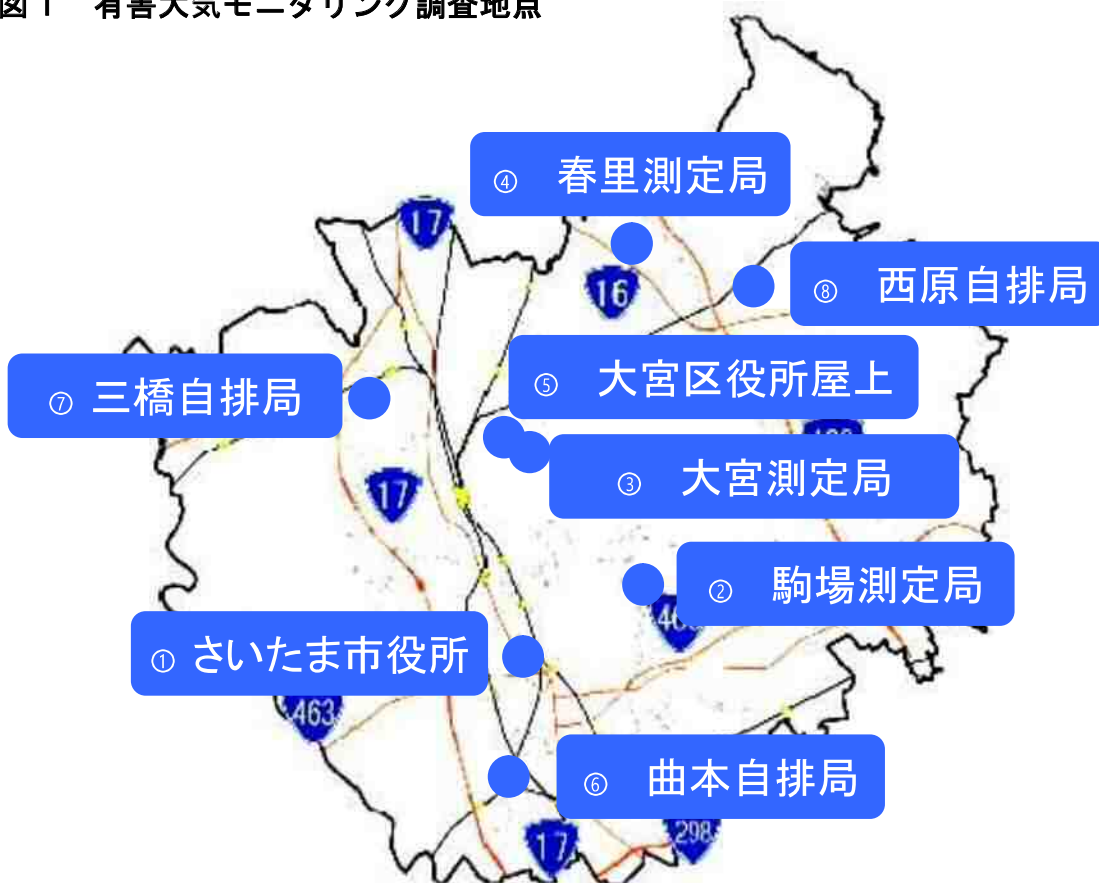 図1　有害大気モニタリング調査地点
④　春里測定局
17
16
⑧　西原自排局
⑤　大宮区役所屋上
⑦ 三橋自排局
③　大宮測定局
17
②　駒場測定局
① さいたま市役所
463
⑥　曲本自排局
17
298